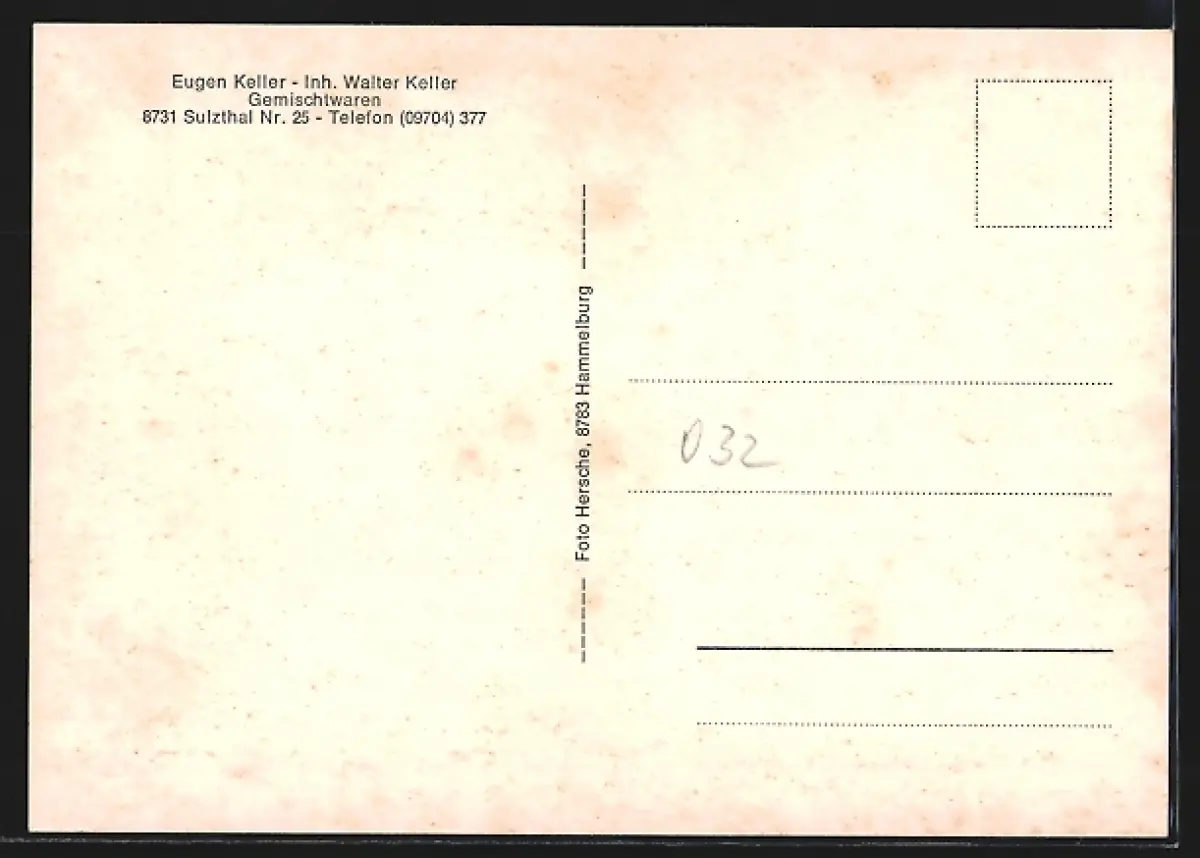 Eugen Keller - Inh. Walter Keller
Gemischtwaren
8731 Sulzthal Nr. 25 - Telefon (09704) 377
Foto Hersche, 8783 Hammelburg
032